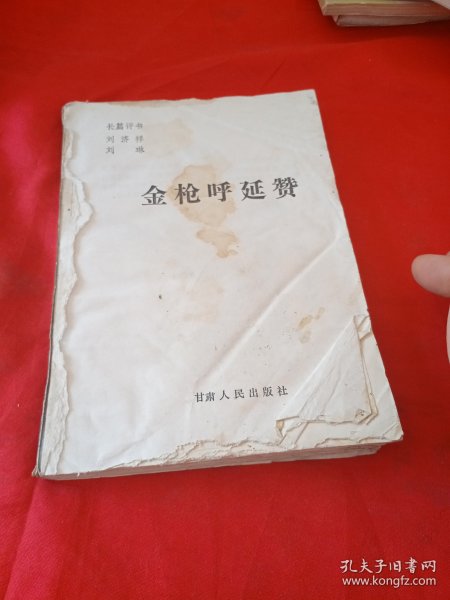 长篇评书
刘济祥
刘琳
金枪呼延赞
甘肃人民出版社
孔夫子旧书网
www.kongfz.com